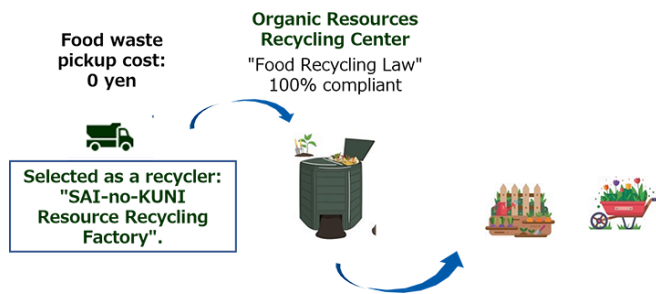 Food waste
pickup cost:
0 yen
Organic Resources
Recycling Center
"Food Recycling Law"
100% compliant
Selected as a recycler:
"SAI-no-KUNI
Resource Recycling
Factory".